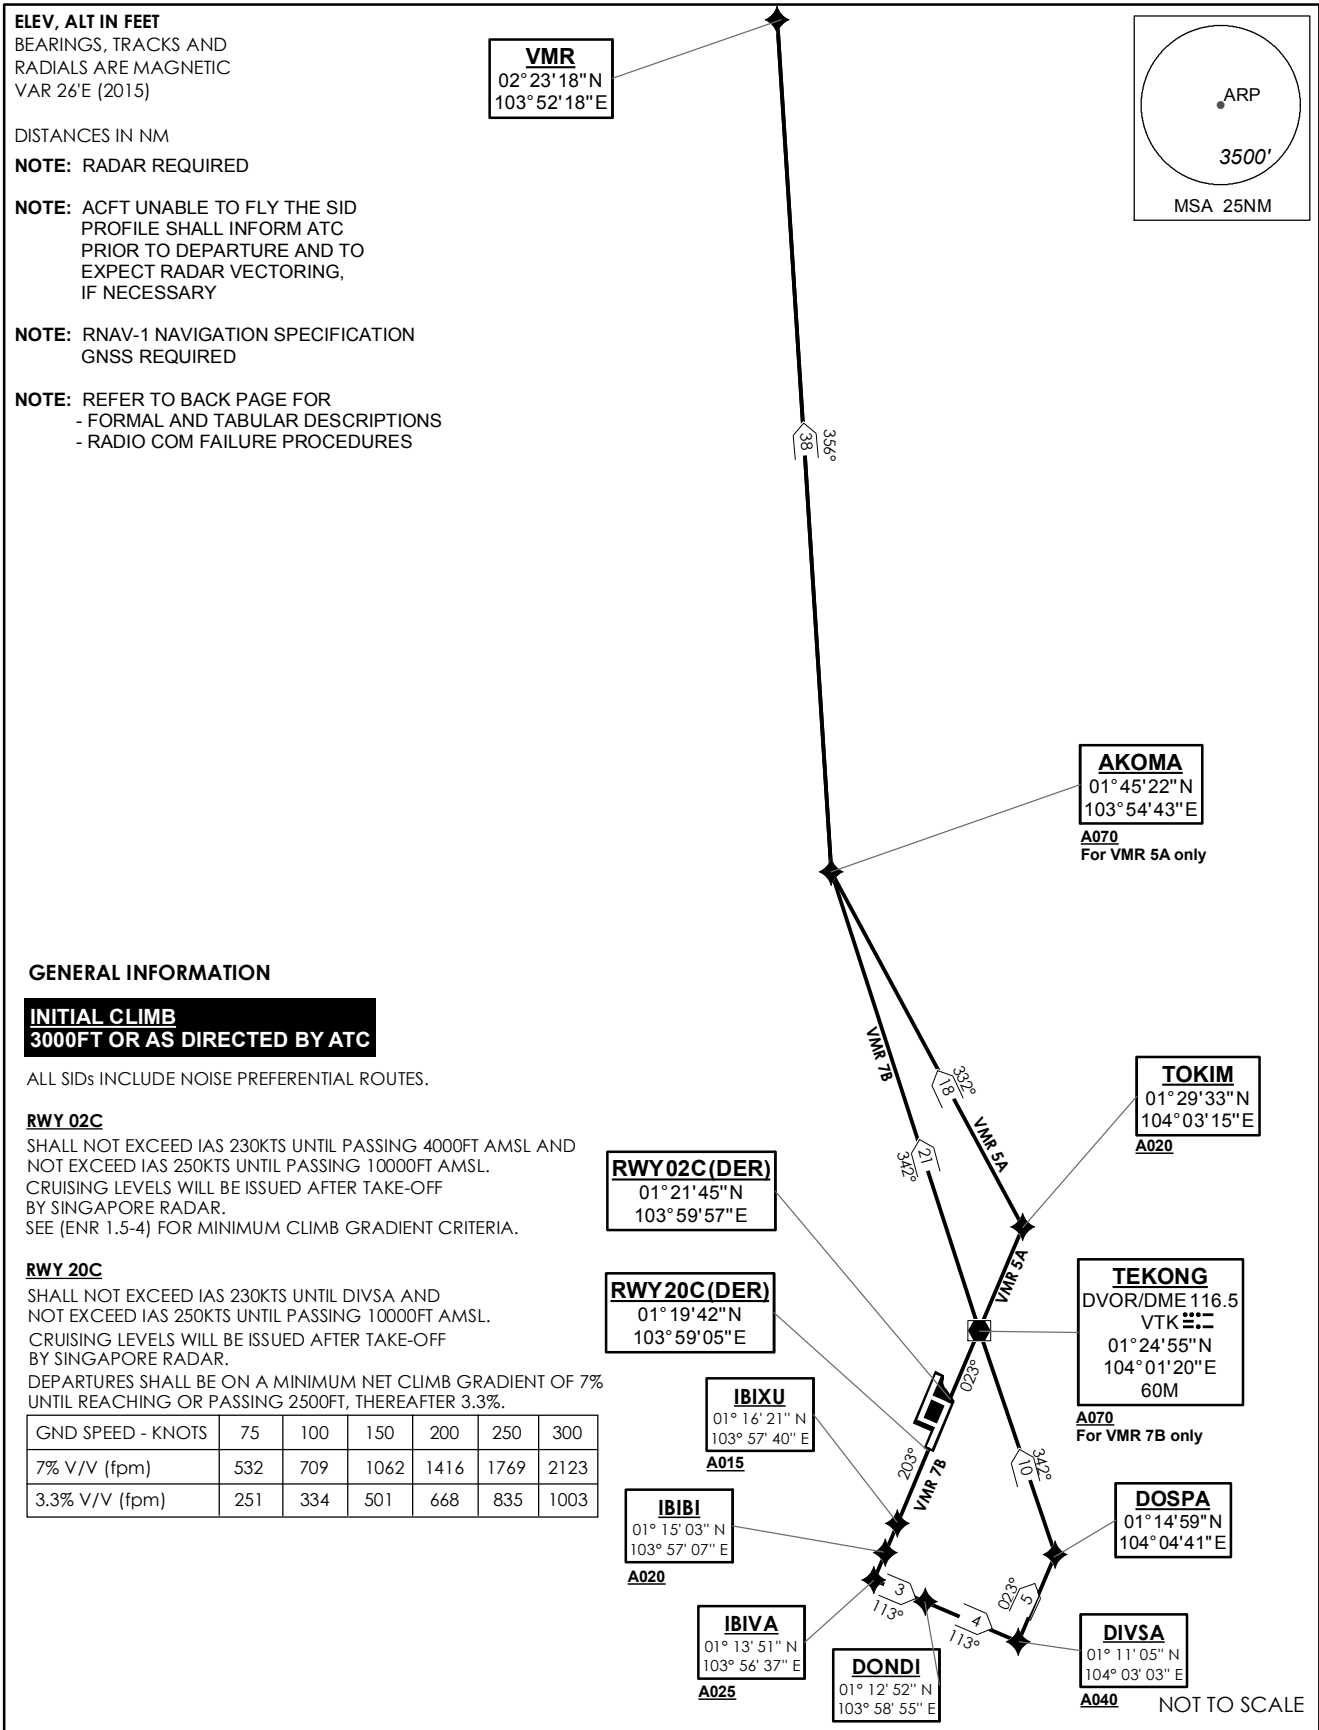 ELEV, ALT IN FEET
BEARINGS, TRACKS AND
RADIALS ARE MAGNETIC
VAR 26'E (2015)
DISTANCES IN NM
NOTE: RADAR REQUIRED
NOTE: ACFT UNABLE TO FLY THE SID
PROFILE SHALL INFORM ATC
PRIOR TO DEPARTURE AND TO
EXPECT RADAR VECTORING,
IF NECESSARY
NOTE: RNAV-1 NAVIGATION SPECIFICATION
GNSS REQUIRED
NOTE: REFER TO BACK PAGE FOR
- FORMAL AND TABULAR DESCRIPTIONS
- RADIO COM FAILURE PROCEDURES
VMR
02°23'18"N
103°52'18"E
ARP
3500'
MSA 25NM
38
356°
AKOMA
01°45'22"N
103°54'43"E
A070
For VMR 5A only
GENERAL INFORMATION
INITIAL CLIMB
3000FT OR AS DIRECTED BY ATC
ALL SIDs INCLUDE NOISE PREFERENTIAL ROUTES.
RWY 02C
SHALL NOT EXCEED IAS 230KTS UNTIL PASSING 4000FT AMSL AND
NOT EXCEED IAS 250KTS UNTIL PASSING 10000FT AMSL.
CRUISING LEVELS WILL BE ISSUED AFTER TAKE-OFF
BY SINGAPORE RADAR.
SEE (ENR 1.5-4) FOR MINIMUM CLIMB GRADIENT CRITERIA.
RWY 20C
SHALL NOT EXCEED IAS 230KTS UNTIL DIVSA AND
NOT EXCEED IAS 250KTS UNTIL PASSING 10000FT AMSL.
CRUISING LEVELS WILL BE ISSUED AFTER TAKE-OFF
BY SINGAPORE RADAR.
DEPARTURES SHALL BE ON A MINIMUM NET CLIMB GRADIENT OF 7%
UNTIL REACHING OR PASSING 2500FT, THEREAFTER 3.3%.
GND SPEED - KNOTS 75 100 150 200 250 300
7% V/V (fpm) 532 709 1062 1416 1769 2123
3.3% V/V (fpm) 251 334 501 668 835 1003
VMR 7B
18
332°
VMR 5A
21
342°
TOKIM
01°29'33"N
104°03'15"E
A020
RWY 02C(DER)
01°21'45"N
103°59'57"E
RWY 20C(DER)
01°19'42"N
103°59'05"E
VMR 5A
TEKONG
DVOR/DME 116.5
VTK
01°24'55"N
104°01'20"E
60M
A070
For VMR 7B only
023°
IBIXU
01° 16' 21" N
103° 57' 40" E
A015
203°
VMR 7B
10
342°
IBIBI
01° 15' 03" N
103° 57' 07" E
A020
DOSPA
01°14'59"N
104°04'41"E
IBIVA
01° 13' 51" N
103° 56' 37" E
A025
3
113°
4
113°
023°
5
DONDI
01° 12' 52" N
103° 58' 55" E
DIVSA
01° 11' 05" N
104° 03' 03" E
A040
NOT TO SCALE